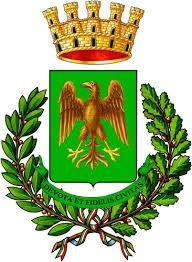 DEVOTA ET FIDELIS CIVITAS